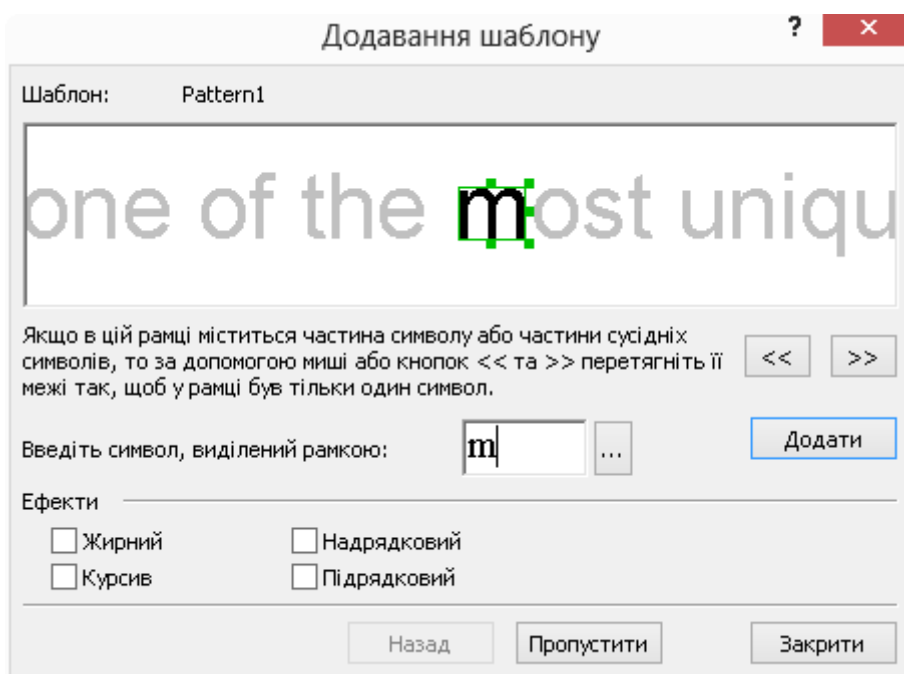 Додавання шаблону
?
×
Шаблон: Pattern1
one of the most uniqu
Якщо в цій рамці міститься частина символу або частини сусідніх
символів, то за допомогою миші або кнопок << та >> перетягніть її
межі так, щоб у рамці був тільки один символ.
<< >>
Введіть символ, виділений рамкою: m ... Додати
Ефекти
Жирний Надрядковий
Курсив Підрядковий
Назад Пропустити Закрити